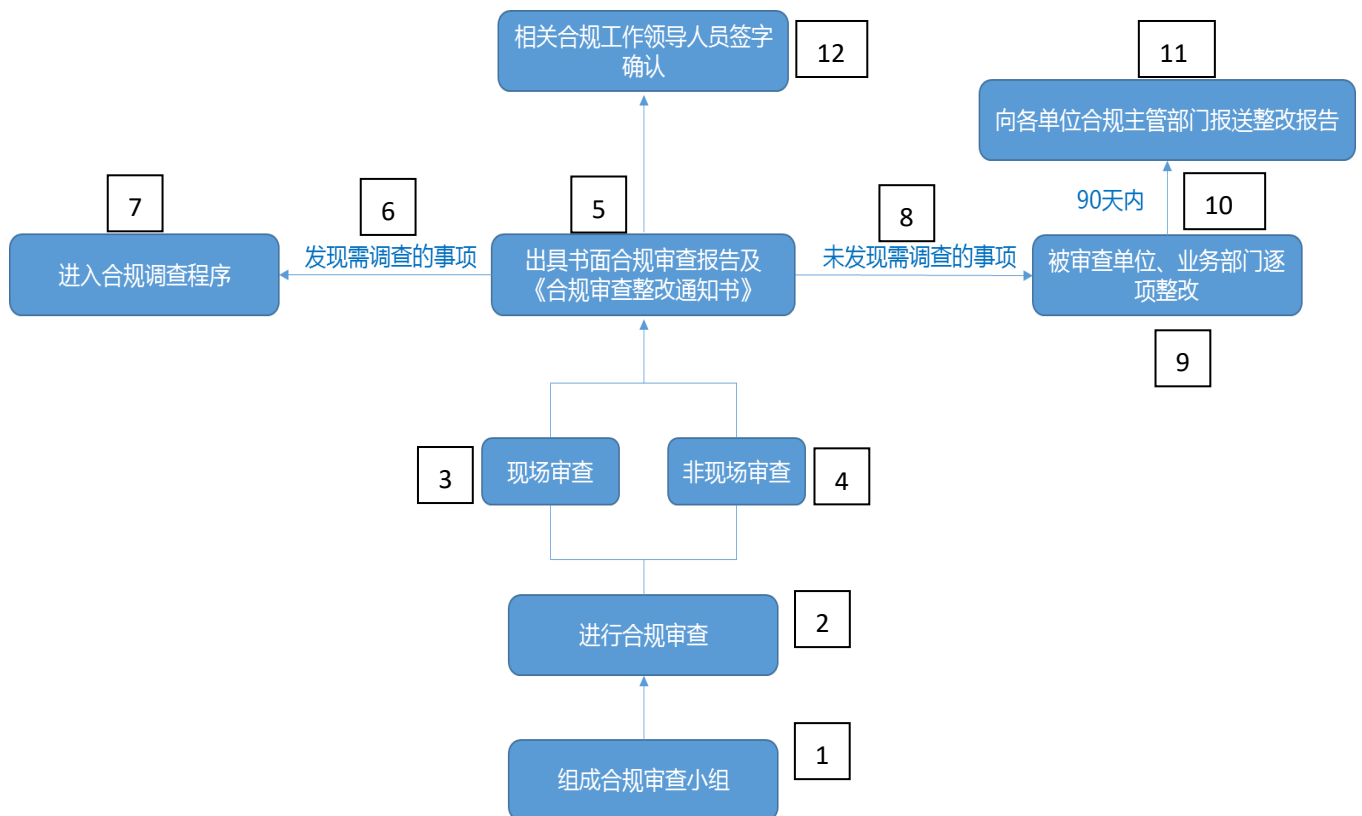 相关合规工作领导人员签字
确认
12
11
向各单位合规主管部门报送整改报告
7
6
5
8
90天内
10
进入合规调查程序
发现需调查的事项
出具书面合规审查报告及
《合规审查整改通知书》
未发现需调查的事项
被审查单位、业务部门逐
项整改
9
3
现场审查
非现场审查
4
进行合规审查
2
组成合规审查小组
1